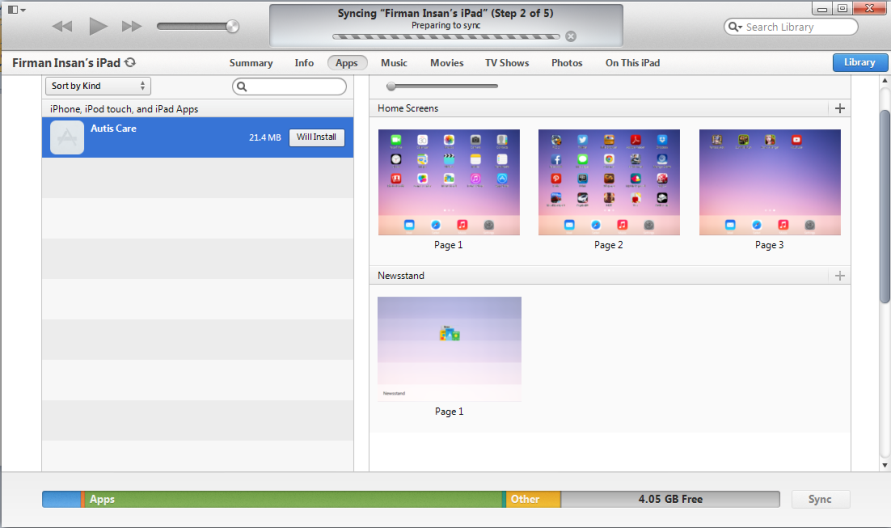 Syncing “Firman Insan’s iPad” (Step 2 of 5)
Preparing to sync
Search Library
Firman Insan’s iPad
Summary
Info
Apps
Music
Movies
TV Shows
Photos
On This iPad
Library
Sort by Kind
iPhone, iPod touch, and iPad Apps
Autis Care
21.4 MB
Will Install
Home Screens
Page 1
Page 2
Page 3
Newsstand
Newsstand
Page 1
Apps
Other
4.05 GB Free
Sync